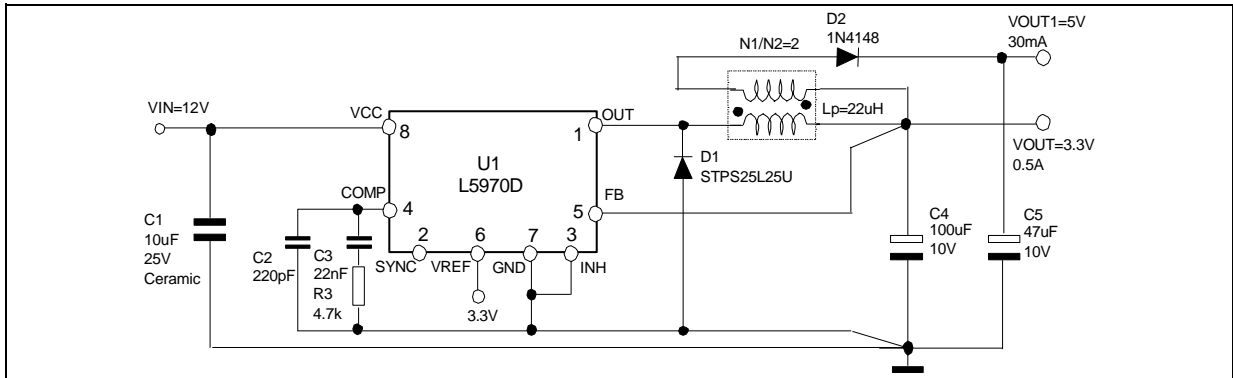 D2
1N4148
N1/N2=2
VOUT1=5V
30mA
VIN=12V
VCC
8
OUT
1
Lp=22uH
VOUT=3.3V
0.5A
U1
L5970D
D1
STPS25L25U
COMP
4
FB
5
2
6
7
3
SYNC
VREF
GND
INH
3.3V
C1
10uF
25V
Ceramic
C2
220pF
C3
22nF
R3
4.7k
C4
100uF
10V
C5
47uF
10V